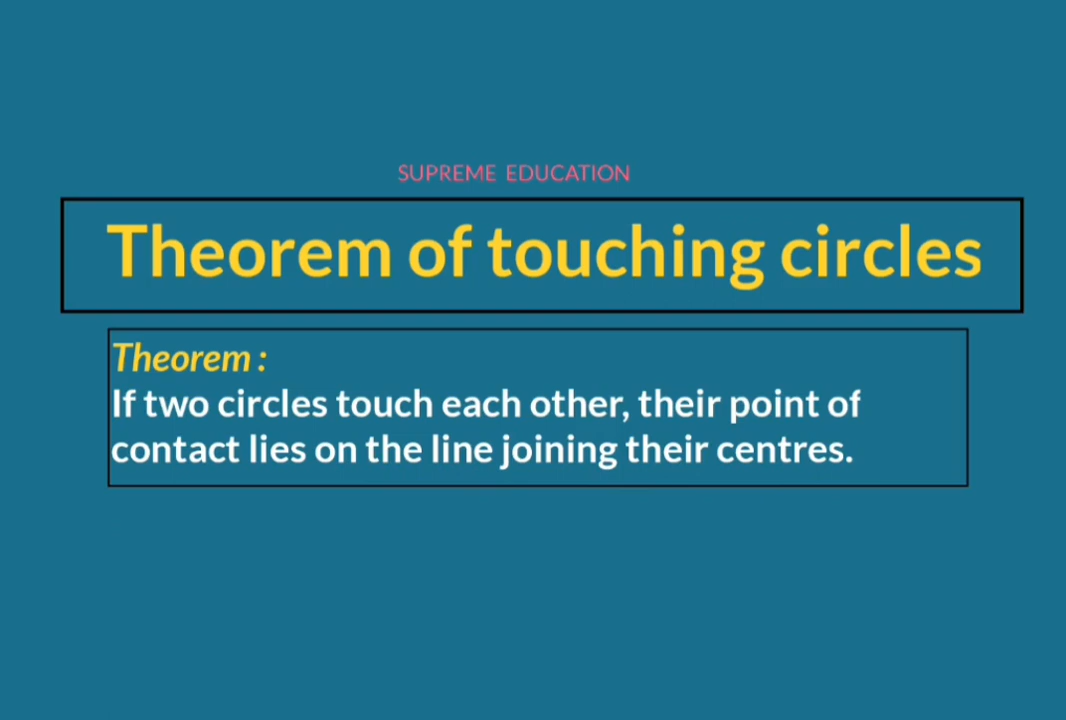 SUPREME EDUCATION
Theorem of touching circles
Theorem :
If two circles touch each other, their point of
contact lies on the line joining their centres.